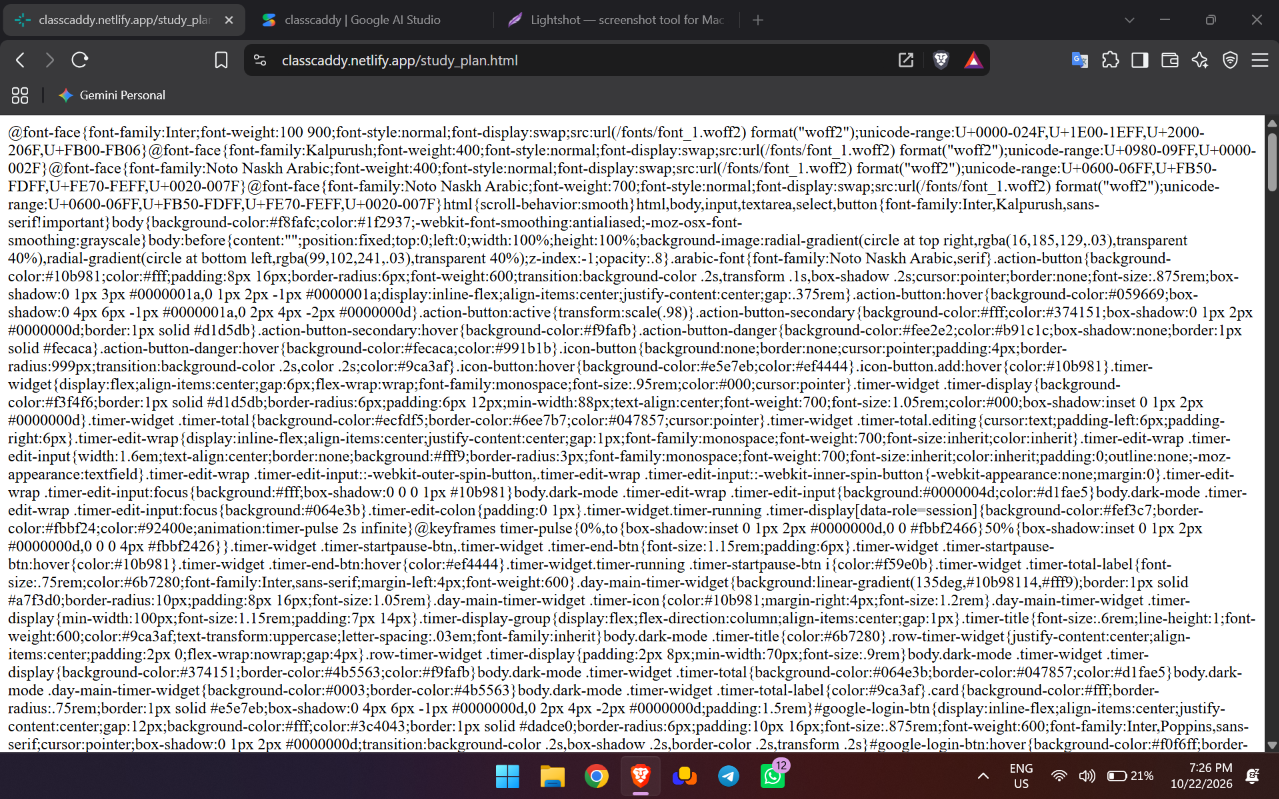 classcaddy.netlify.app/study_pla
classcaddy | Google AI Studio
Lightshot — screenshot tool for Mac
classcaddy.netlify.app/study_plan.html
Gemini Personal
@font-face{font-family:Inter;font-weight:100 900;font-style:normal;font-display:swap;src:url(/fonts/font_1.woff2) format("woff2");unicode-range:U+0000-024F,U+1E00-1EFF,U+2000-
206F,U+FB00-FB06}@font-face{font-family:Kalpurush;font-weight:400;font-style:normal;font-display:swap;src:url(/fonts/font_1.woff2) format("woff2");unicode-range:U+0980-09FF,U+0000-
002F}@font-face{font-family:Noto Naskh Arabic;font-weight:400;font-style:normal;font-display:swap;src:url(/fonts/font_1.woff2) format("woff2");unicode-range:U+0600-06FF,U+FB50-
FDFF,U+FE70-FEFF,U+0020-007F}@font-face{font-family:Noto Naskh Arabic;font-weight:700;font-style:normal;font-display:swap;src:url(/fonts/font_1.woff2) format("woff2");unicode-
range:U+0600-06FF,U+FB50-FDFF,U+FE70-FEFF,U+0020-007F}html{scroll-behavior:smooth}html,body,input,textarea,select,button{font-family:Inter,Kalpurush,sans-
serif!important}body{background-color:#f8fafc;color:#1f2937;-webkit-font-smoothing:antialiased;-moz-osx-font-
smoothing:grayscale}body:before{content:"";position:fixed;top:0;left:0;width:100%;height:100%;background-image:radial-gradient(circle at top right,rgba(16,185,129,.03),transparent
40%),radial-gradient(circle at bottom left,rgba(99,102,241,.03),transparent 40%);z-index:-1;opacity:.8}.arabic-font{font-family:Noto Naskh Arabic,serif}.action-button{background-
color:#10b981;color:#fff;padding:8px 16px;border-radius:6px;font-weight:600;transition:background-color .2s,transform .1s,box-shadow .2s;cursor:pointer;border:none;font-size:.875rem;box-
shadow:0 1px 3px #0000001a,0 1px 2px -1px #0000001a;display:inline-flex;align-items:center;justify-content:center;gap:.375rem}.action-button:hover{background-color:#059669;box-
shadow:0 4px 6px -1px #0000001a,0 2px 4px -2px #0000000d}.action-button:active{transform:scale(.98)}.action-button-secondary{background-color:#fff;color:#374151;box-shadow:0 1px 2px
#0000000d;border:1px solid #d1d5db}.action-button-secondary:hover{background-color:#f9fafb}.action-button-danger{background-color:#fee2e2;color:#b91c1c;box-shadow:none;border:1px
solid #fecaca}.action-button-danger:hover{background-color:#fecaca;color:#991b1b}.icon-button{background:none;border:none;cursor:pointer;padding:4px;border-
radius:999px;transition:background-color .2s,color .2s;color:#9ca3af}.icon-button:hover{background-color:#e5e7eb;color:#ef4444}.icon-button.add:hover{color:#10b981}.timer-
widget{display:flex;align-items:center;gap:6px;flex-wrap:wrap;font-family:monospace;font-size:.95rem;color:#000;cursor:pointer}.timer-widget .timer-display{background-
color:#f3f4f6;border:1px solid #d1d5db;border-radius:6px;padding:6px 12px;min-width:88px;text-align:center;font-weight:700;font-size:1.05rem;color:#000;box-shadow:inset 0 1px 2px
#0000000d}.timer-widget .timer-total{background-color:#ecfdf5;border-color:#6ee7b7;color:#047857;cursor:pointer}.timer-widget .timer-total.editing{cursor:text;padding-left:6px;padding-
right:6px}.timer-edit-wrap{display:inline-flex;align-items:center;justify-content:center;gap:1px;font-family:monospace;font-weight:700;font-size:inherit;color:inherit}.timer-edit-wrap .timer-
edit-input{width:1.6em;text-align:center;border:none;background:#fff9;border-radius:3px;font-family:monospace;font-weight:700;font-size:inherit;color:inherit;padding:0;outline:none;-moz-
appearance:textfield}.timer-edit-wrap .timer-edit-input::-webkit-outer-spin-button,.timer-edit-wrap .timer-edit-input::-webkit-inner-spin-button{-webkit-appearance:none;margin:0}.timer-edit-
wrap .timer-edit-input:focus{background:#fff;box-shadow:0 0 0 1px #10b981}body.dark-mode .timer-edit-wrap .timer-edit-input{background:#0000004d;color:#d1fae5}body.dark-mode .timer-
edit-wrap .timer-edit-input:focus{background:#064e3b}.timer-edit-colon{padding:0 1px}.timer-widget.timer-running .timer-display[data-role=session]{background-color:#fef3c7;border-
color:#fbbf24;color:#92400e;animation:timer-pulse 2s infinite}@keyframes timer-pulse{0%,to{box-shadow:inset 0 1px 2px #0000000d,0 0 #fbbf2466}50%{box-shadow:inset 0 1px 2px
#0000000d,0 0 0 4px #fbbf2426}}.timer-widget .timer-startpause-btn,.timer-widget .timer-end-btn{font-size:1.15rem;padding:6px}.timer-widget .timer-startpause-
btn:hover{color:#10b981}.timer-widget .timer-end-btn:hover{color:#ef4444}.timer-widget.timer-running .timer-startpause-btn i{color:#f59e0b}.timer-widget .timer-total-label{font-
size:.75rem;color:#6b7280;font-family:Inter,sans-serif;margin-left:4px;font-weight:600}.day-main-timer-widget{background:linear-gradient(135deg,#10b98114,#fff9);border:1px solid
#a7f3d0;border-radius:10px;padding:8px 16px;font-size:1.05rem}.day-main-timer-widget .timer-icon{color:#10b981;margin-right:4px;font-size:1.2rem}.day-main-timer-widget .timer-
display{min-width:100px;font-size:1.15rem;padding:7px 14px}.timer-display-group{display:flex;flex-direction:column;align-items:center;gap:1px}.timer-title{font-size:.6rem;line-height:1;font-
weight:600;color:#9ca3af;text-transform:uppercase;letter-spacing:.03em;font-family:inherit}body.dark-mode .timer-title{color:#6b7280}.row-timer-widget{justify-content:center;align-
items:center;padding:2px 0;flex-wrap:nowrap;gap:4px}.row-timer-widget .timer-display{padding:2px 8px;min-width:70px;font-size:.9rem}body.dark-mode .timer-widget .timer-
display{background-color:#374151;border-color:#4b5563;color:#f9fafb}body.dark-mode .timer-widget .timer-total{background-color:#064e3b;border-color:#047857;color:#d1fae5}body.dark-
mode .day-main-timer-widget{background-color:#0003;border-color:#4b5563}body.dark-mode .timer-widget .timer-total-label{color:#9ca3af}.card{background-color:#fff;border-
radius:.75rem;border:1px solid #e5e7eb;box-shadow:0 4px 6px -1px #0000000d,0 2px 4px -2px #0000000d;padding:1.5rem}#google-login-btn{display:inline-flex;align-items:center;justify-
content:center;gap:12px;background-color:#fff;color:#3c4043;border:1px solid #dadce0;border-radius:6px;padding:10px 16px;font-size:.875rem;font-weight:600;font-family:Inter,Poppins,sans-
serif;cursor:pointer;box-shadow:0 1px 2px #0000000d;transition:background-color .2s,box-shadow .2s,border-color .2s,transform .2s}#google-login-btn:hover{background-color:#f0f6ff;border-
12
ENG
US
21%
7:26 PM
10/22/2026